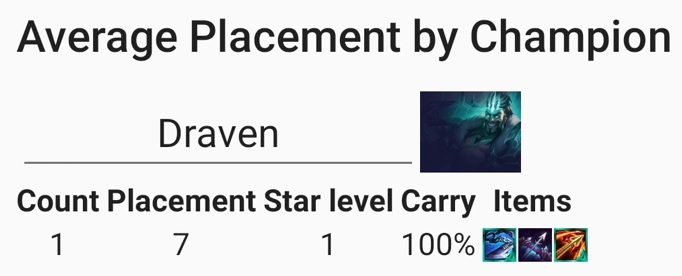 Average Placement by Champion
Draven
Count Placement Star level Carry Items
1 7 1 100%